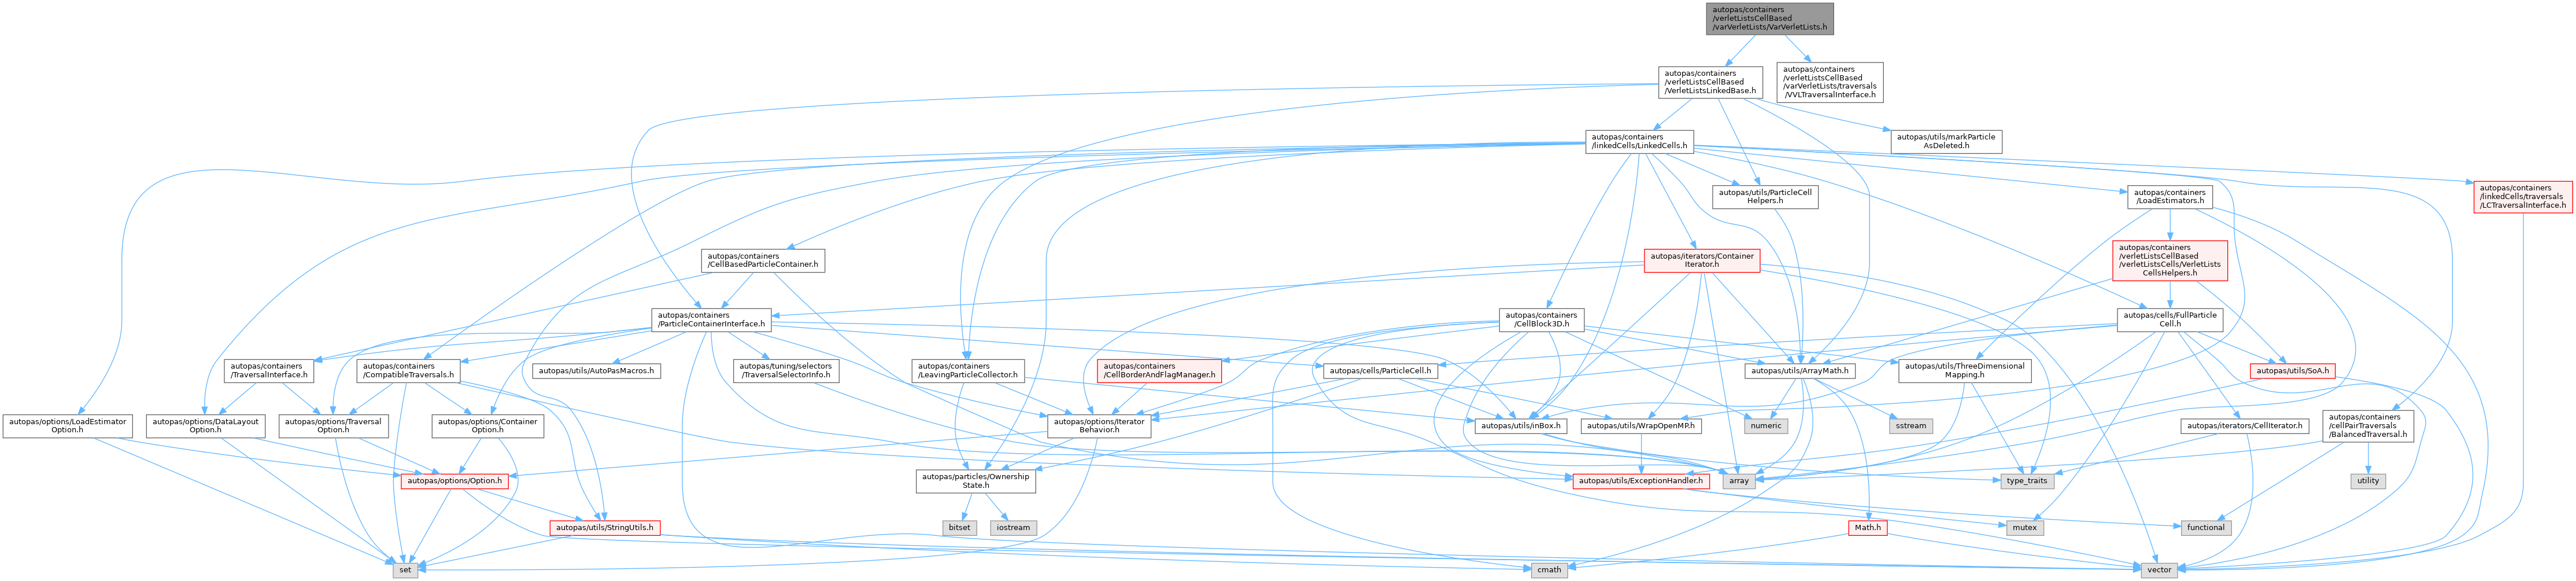 autopas/containers
/verletListsCellBased
/varVerletLists/VarVerletLists.h
autopas/containers
/verletListsCellBased
/VerletListsLinkedBase.h
autopas/containers
/verletListsCellBased
/varVerletLists/traversals
/VVLTraversalInterface.h
autopas/containers
/linkedCells/LinkedCells.h
autopas/utils/markParticle
AsDeleted.h
autopas/utils/ParticleCell
Helpers.h
autopas/containers
/LoadEstimators.h
autopas/containers
/linkedCells/traversals
/LCTraversalInterface.h
autopas/containers
/CellBasedParticleContainer.h
autopas/iterators/Container
Iterator.h
autopas/containers
/verletListsCellBased
/verletListsCells/VerletLists
CellsHelpers.h
autopas/containers
/ParticleContainerInterface.h
autopas/containers
/CellBlock3D.h
autopas/cells/FullParticle
Cell.h
autopas/containers
/TraversalInterface.h
autopas/containers
/CompatibleTraversals.h
autopas/utils/AutoPasMacros.h
autopas/tuning/selectors
/TraversalSelectorInfo.h
autopas/containers
/LeavingParticleCollector.h
autopas/containers
/CellBorderAndFlagManager.h
autopas/cells/ParticleCell.h
autopas/utils/ArrayMath.h
autopas/utils/ThreeDimensional
Mapping.h
autopas/utils/SoA.h
autopas/options/LoadEstimator
Option.h
autopas/options/DataLayout
Option.h
autopas/options/Traversal
Option.h
autopas/options/Container
Option.h
autopas/options/Iterator
Behavior.h
autopas/utils/inBox.h
autopas/utils/WrapOpenMP.h
numeric
sstream
autopas/iterators/CellIterator.h
autopas/containers
/cellPairTraversals
/BalancedTraversal.h
autopas/options/Option.h
autopas/particles/Ownership
State.h
autopas/utils/ExceptionHandler.h
array
type_traits
utility
autopas/utils/StringUtils.h
bitset
iostream
Math.h
mutex
functional
set
cmath
vector